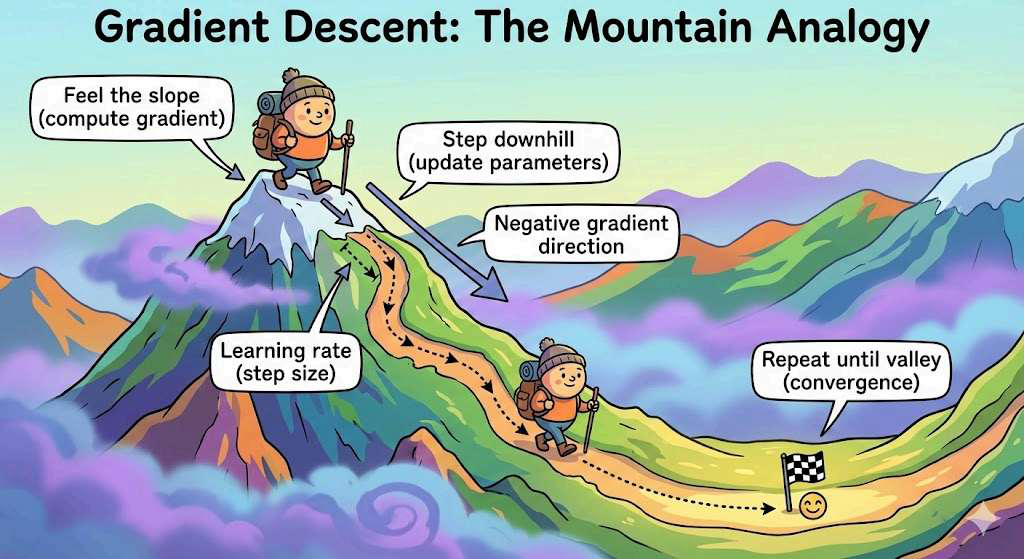 Gradient Descent: The Mountain Analogy
Feel the slope
(compute gradient)
Step downhill
(update parameters)
Negative gradient
direction
Learning rate
(step size)
Repeat until valley
(convergence)